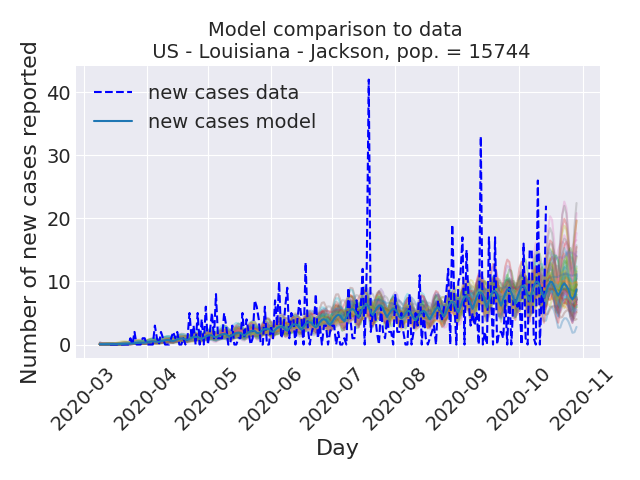 Model comparison to data
US - Louisiana - Jackson, pop. = 15744
Number of new cases reported
new cases data
new cases model
40
30
20
10
0
2020-03
2020-04
2020-05
2020-06
2020-07
2020-08
2020-09
2020-10
2020-11
Day